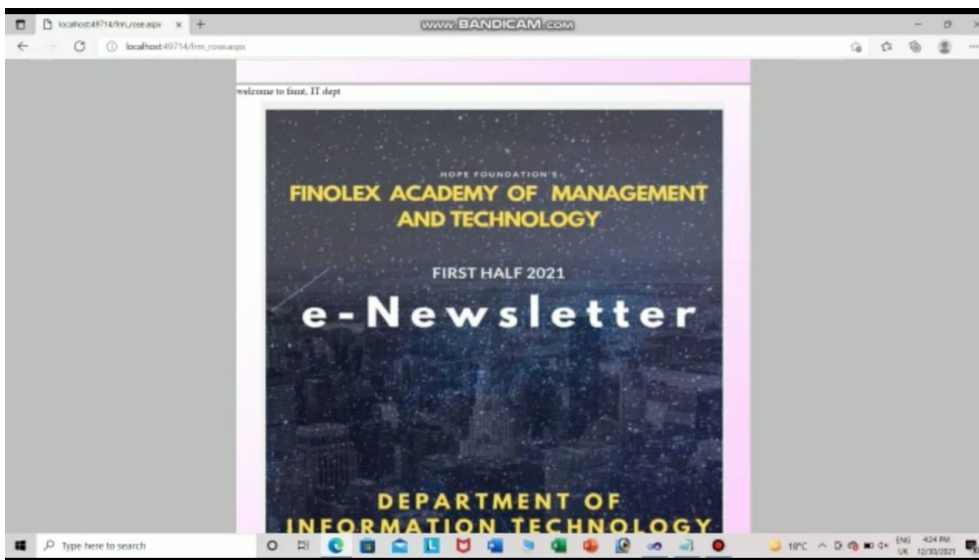 localhost:49714/frm_rose.aspx
www.BANDICAM.com
localhost:49714/frm_rose.aspx
welcome to famt, IT dept
HOPE FOUNDATION'S
FINOLEX ACADEMY OF MANAGEMENT
AND TECHNOLOGY
FIRST HALF 2021
e-Newsletter
DEPARTMENT OF
INFORMATION TECHNOLOGY
Type here to search
18°C
ENG
4:24 PM
UK
12/30/2021